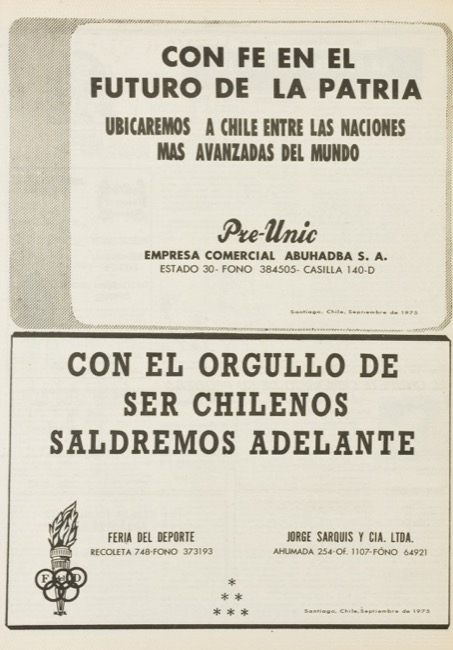 CON FE EN EL
FUTURO DE LA PATRIA
UBICAREMOS A CHILE ENTRE LAS NACIONES
MAS AVANZADAS DEL MUNDO
Pre-Unic
EMPRESA COMERCIAL ABUHADBA S. A.
ESTADO 30- FONO 384505- CASILLA 140-D
Santiago, Chile, Septiembre de 1975
CON EL ORGULLO DE
SER CHILENOS
SALDREMOS ADELANTE
FERIA DEL DEPORTE
RECOLETA 748-FONO 373193
JORGE SARQUIS Y CIA. LTDA.
AHUMADA 254-Of. 1107-FÓNO 64921
F D
Santiago, Chile, Septiembre de 1975